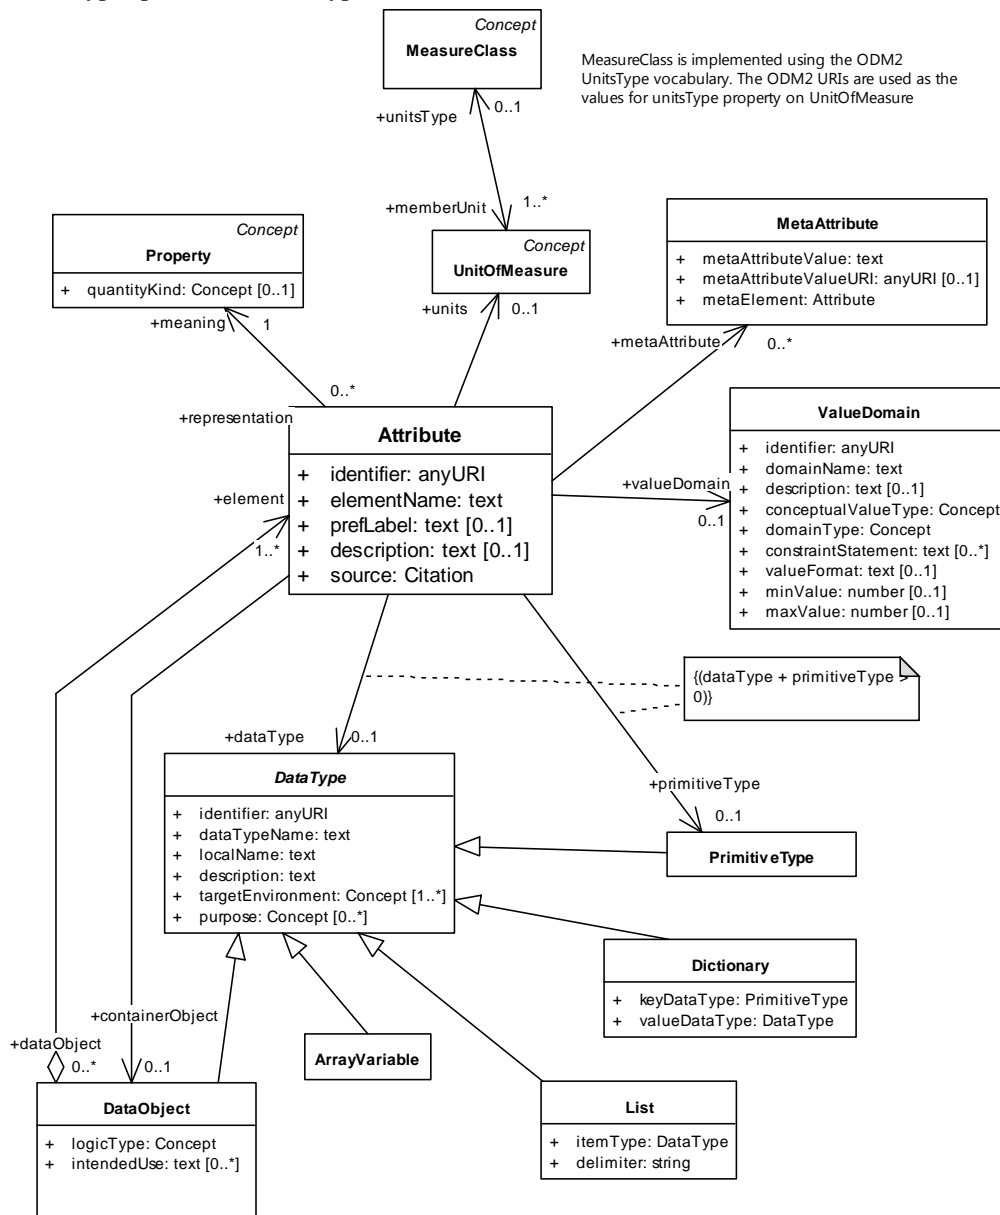 Concept
MeasureClass
MeasureClass is implemented using the ODM2
UnitsType vocabulary. The ODM2 URIs are used as the
values for unitsType property on UnitOfMeasure
0..1
+unitsType
+memberUnit
1..*
Concept
Property
+ quantityKind: Concept [0..1]
Concept
UnitOfMeasure
MetaAttribute
+ metaAttributeValue: text
+ metaAttributeValueURI: anyURI [0..1]
+ metaElement: Attribute
+meaning
1
+units
0..1
+metaAttribute
0..*
0..*
+representation
Attribute
+ identifier: anyURI
+ elementName: text
+ prefLabel: text [0..1]
+ description: text [0..1]
+ source: Citation
ValueDomain
+ identifier: anyURI
+ domainName: text
+ description: text [0..1]
+ conceptualValueType: Concept
+ domainType: Concept
+ constraintStatement: text [0..*]
+ valueFormat: text [0..1]
+ minValue: number [0..1]
+ maxValue: number [0..1]
+valueDomain
0..1
+element
1..*
{(dataType + primitiveType >
0)}
+dataType
0..1
DataType
+ identifier: anyURI
+ dataTypeName: text
+ localName: text
+ description: text
+ targetEnvironment: Concept [1..*]
+ purpose: Concept [0..*]
+primitiveType
0..1
PrimitiveType
Dictionary
+ keyDataType: PrimitiveType
+ valueDataType: DataType
+containerObject
+dataObject
0..*
0..1
ArrayVariable
DataObject
+ logicType: Concept
+ intendedUse: text [0..*]
List
+ itemType: DataType
+ delimiter: string